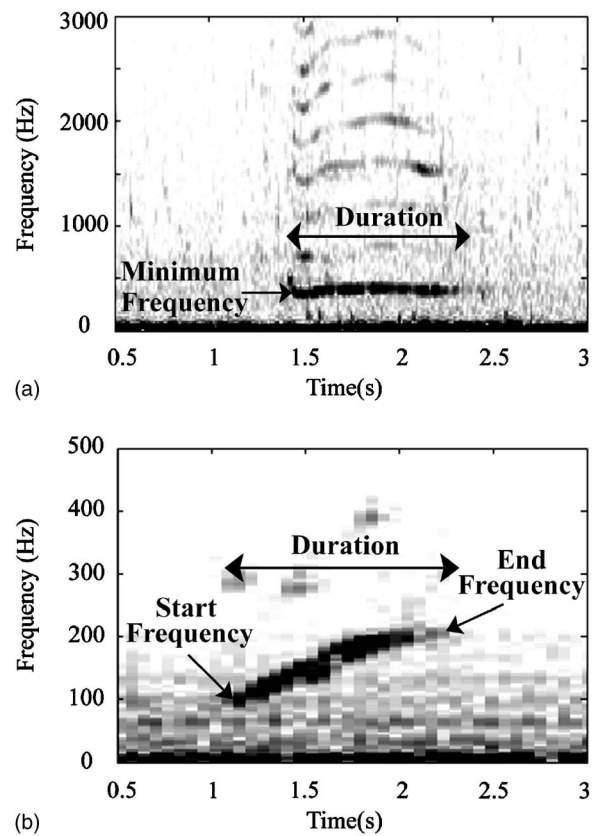 3000
2000
1000
0
Frequency (Hz)
Duration
Minimum
Frequency
0.5 1 1.5 2 2.5 3
Time(s)
(a)
500
400
300
200
100
0
Frequency (Hz)
Duration
Start
Frequency
End
Frequency
0.5 1 1.5 2 2.5 3
Time(s)
(b)